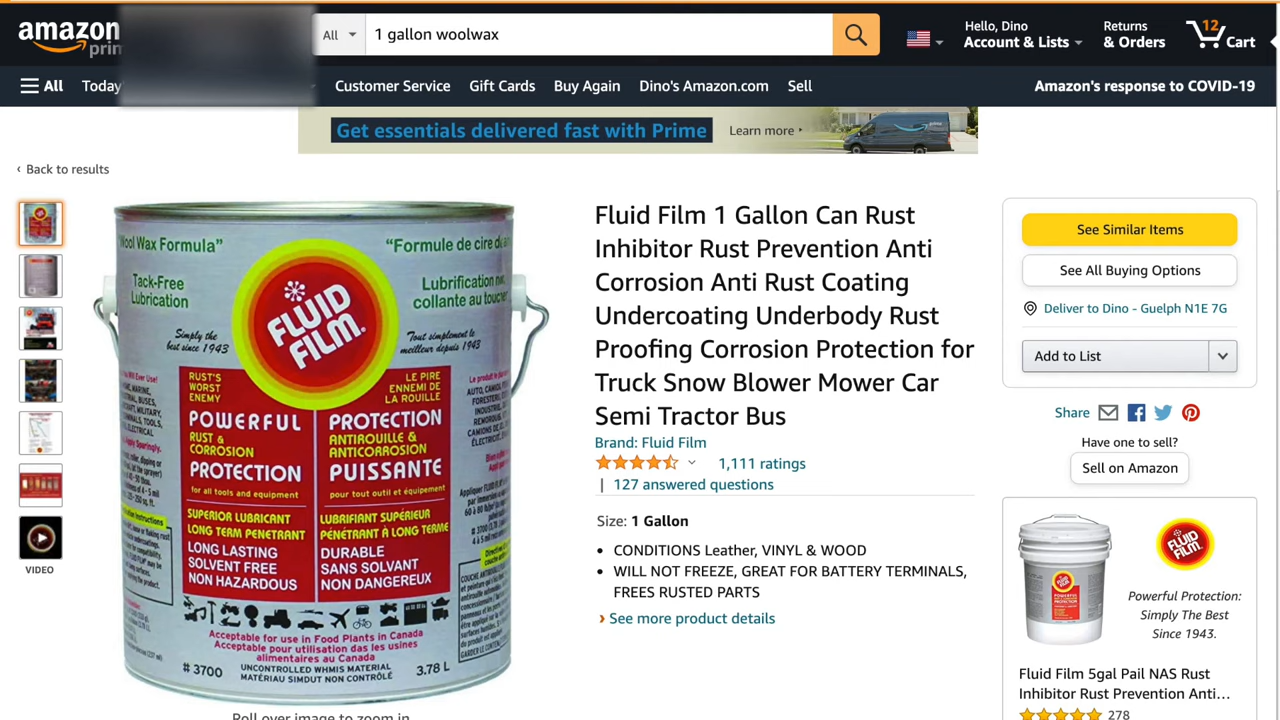 amazon
prim
All
1 gallon woolwax
Hello, Dino
Account & Lists
Returns
& Orders
12
Cart
All
Today
Customer Service
Gift Cards
Buy Again
Dino's Amazon.com
Sell
Amazon's response to COVID-19
Get essentials delivered fast with Prime
Learn more
prime
‹ Back to results
VIDEO
Wool Wax Formula"
"Formule de cire d
Tack-Free
Lubrication
Lubrification
collante au toucher
Simply the
best since 1943
Tout simplement le
meilleur depuis 1943
FLUID
FILM.
RUST'S
WORST
ENEMY
LE PIRE
ENNEMI DE
LA ROUILLE
POWERFUL
RUST &
CORROSION
PROTECTION
for all tools and equipment
PROTECTION
ANTIROUILLE &
ANTICORROSION
PUISSANTE
pour tout outil et équipement
SUPERIOR LUBRICANT
LONG TERM PENETRANT
LUBRIFIANT SUPÉRIEUR
PÉNÉTRANT À LONG TERME
LONG LASTING
SOLVENT FREE
NON HAZARDOUS
DURABLE
SANS SOLVANT
NON DANGEREUX
Acceptable for use in Food Plants in Canada
Acceptable pour utilisation das les usines
alimentaires au Canada
# 3700
UNCONTROLLED WHMIS MATERIAL
MATÉRIAU SIMDUT NON CONTRÔLÉ
3.78 L
Roll over image to zoom in
Fluid Film 1 Gallon Can Rust
Inhibitor Rust Prevention Anti
Corrosion Anti Rust Coating
Undercoating Underbody Rust
Proofing Corrosion Protection for
Truck Snow Blower Mower Car
Semi Tractor Bus
Brand: Fluid Film
1,111 ratings
| 127 answered questions
Size: 1 Gallon
• CONDITIONS Leather, VINYL & WOOD
• WILL NOT FREEZE, GREAT FOR BATTERY TERMINALS,
FREES RUSTED PARTS
› See more product details
See Similar Items
See All Buying Options
Deliver to Dino - Guelph N1E 7G
Add to List
Share
Have one to sell?
Sell on Amazon
FLUID
FILM
Powerful Protection:
Simply The Best
Since 1943.
Fluid Film 5gal Pail NAS Rust
Inhibitor Rust Prevention Anti...
278